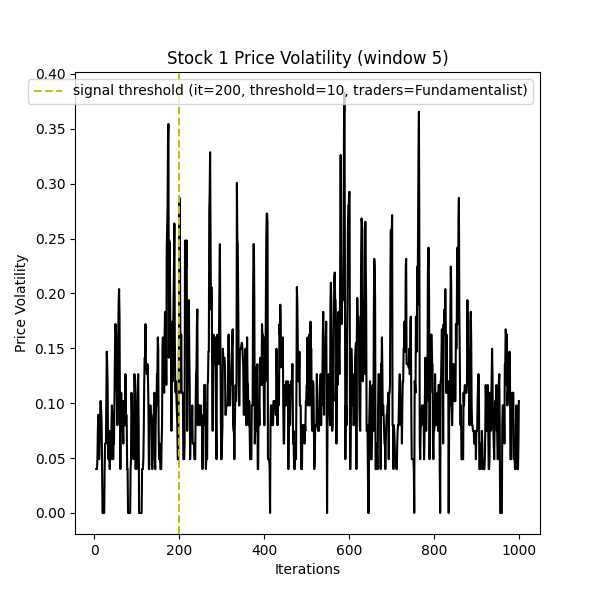 Stock 1 Price Volatility (window 5)
signal threshold (it=200, threshold=10, traders=Fundamentalist)
Price Volatility
0.40
0.35
0.30
0.25
0.20
0.15
0.10
0.05
0.00
0 200 400 600 800 1000
Iterations